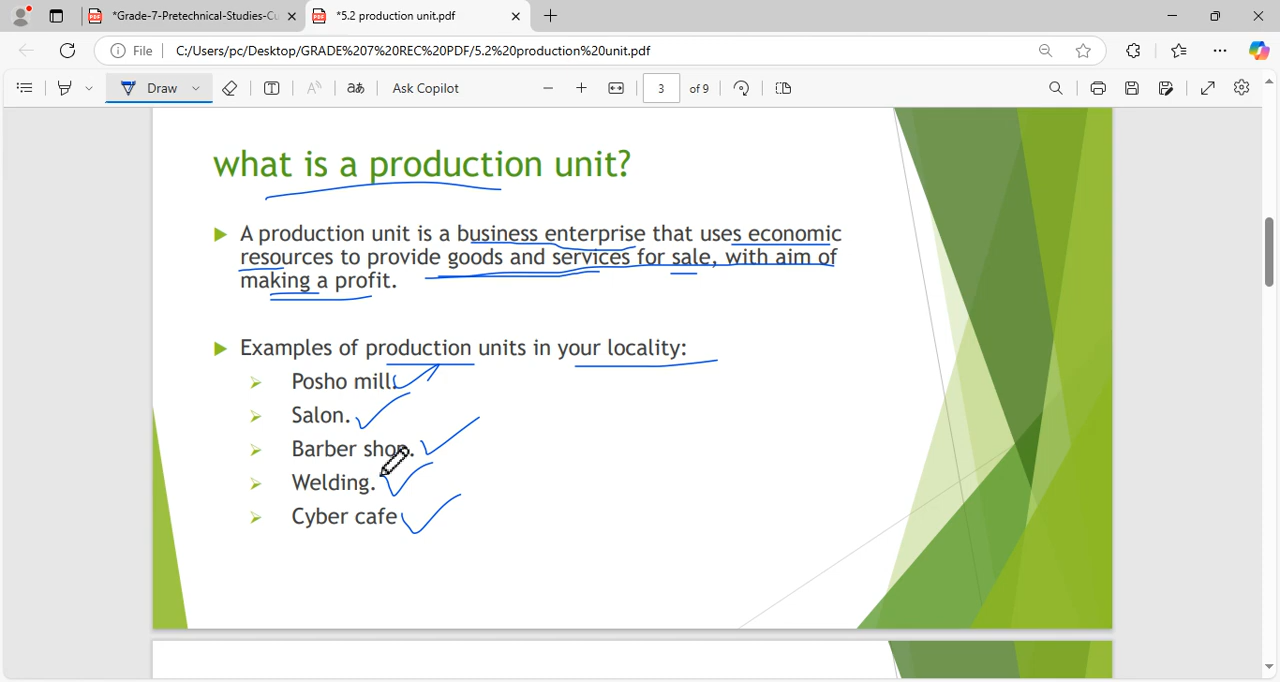 *Grade-7-Pretechnical-Studies-Cu
*5.2 production unit.pdf
File
C:/Users/pc/Desktop/GRADE%207%20REC%20PDF/5.2%20production%20unit.pdf
Draw
aあ
Ask Copilot
3 of 9
what is a production unit?
A production unit is a business enterprise that uses economic
resources to provide goods and services for sale, with aim of
making a profit.
Examples of production units in your locality:
Posho mill.
Salon.
Barber shop.
Welding.
Cyber cafe